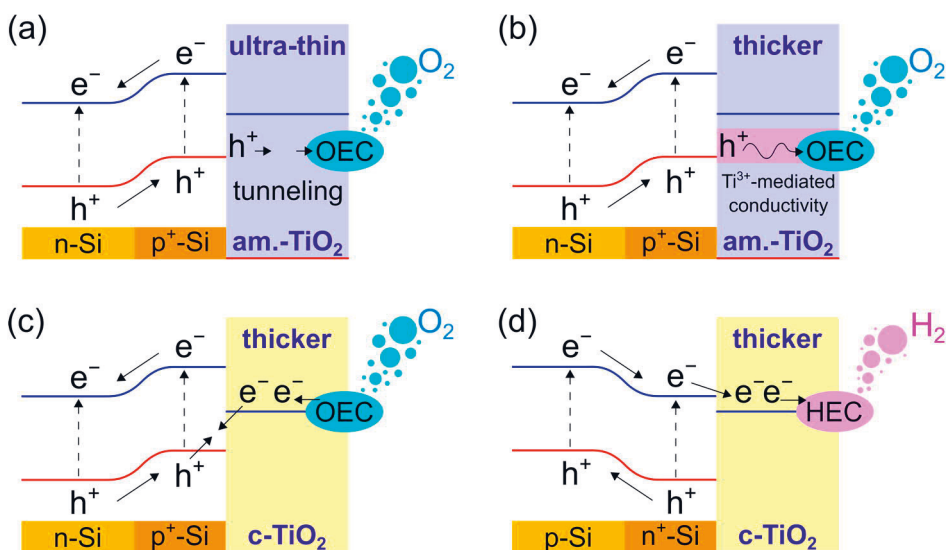 (a)
ultra-thin
O₂
e⁻
e⁻
h⁺
OEC
h⁺
h⁺
tunneling
n-Si
p⁺-Si
am.-TiO₂
(b)
thicker
O₂
e⁻
e⁻
h⁺
OEC
h⁺
h⁺
Ti³⁺-mediated
conductivity
n-Si
p⁺-Si
am.-TiO₂
(c)
thicker
O₂
e⁻
e⁻
e⁻ e⁻
OEC
h⁺
h⁺
n-Si
p⁺-Si
c-TiO₂
(d)
thicker
H₂
e⁻
e⁻
e⁻e⁻
HEC
h⁺
h⁺
p-Si
n⁺-Si
c-TiO₂